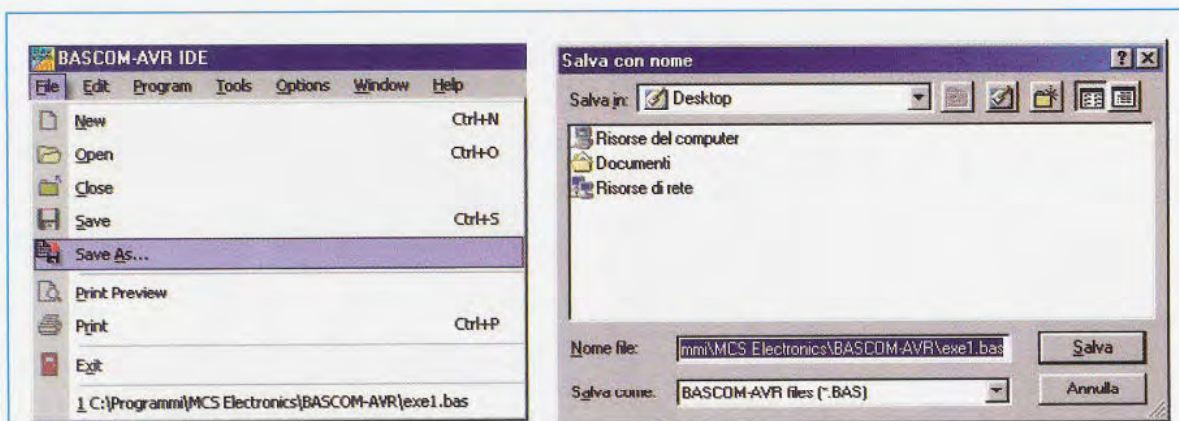 BASCOM-AVR IDE
File Edit Program Tools Options Window Help
New Ctrl+N
Open Ctrl+O
Close
Save Ctrl+S
Save As...
Print Preview
Print Ctrl+P
Exit
1 C:\Programmi\MCS Electronics\BASCOM-AVR\exe1.bas
Salva con nome
Salva in: Desktop
Risorse del computer
Documenti
Risorse di rete
Nome file: mmi\MCS Electronics\BASCOM-AVR\exe1.bas Salva
Salva come: BASCOM-AVR files (*.BAS) Annulla